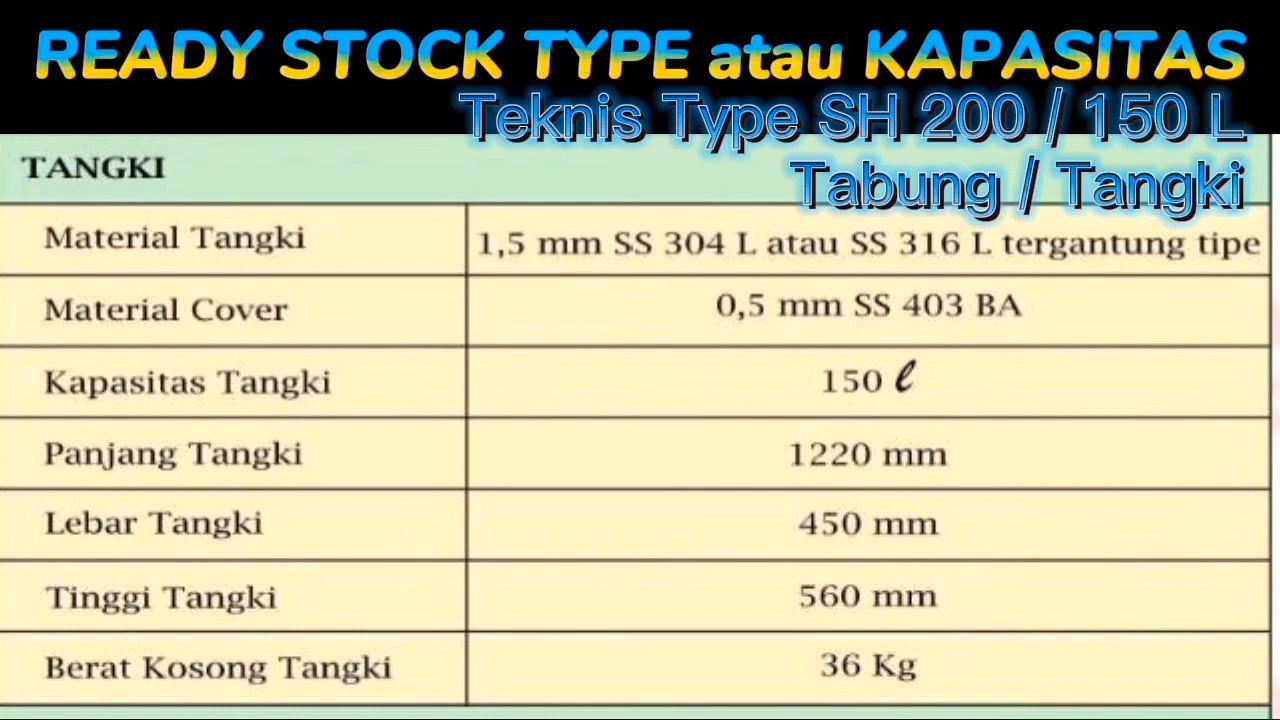 READY STOCK TYPE atau KAPASITAS
Teknis Type SH 200 / 150 L
Tabung / Tangki
TANGKI
Material Tangki 1,5 mm SS 304 L atau SS 316 L tergantung tipe
Material Cover 0,5 mm SS 403 BA
Kapasitas Tangki 150 ℓ
Panjang Tangki 1220 mm
Lebar Tangki 450 mm
Tinggi Tangki 560 mm
Berat Kosong Tangki 36 Kg